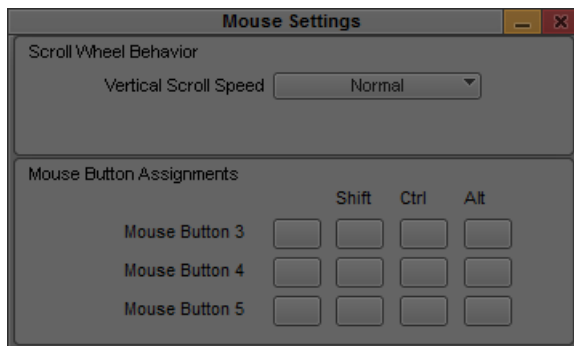 Mouse Settings
Scroll Wheel Behavior
Vertical Scroll Speed Normal
Mouse Button Assignments
Shift Ctrl Alt
Mouse Button 3
Mouse Button 4
Mouse Button 5